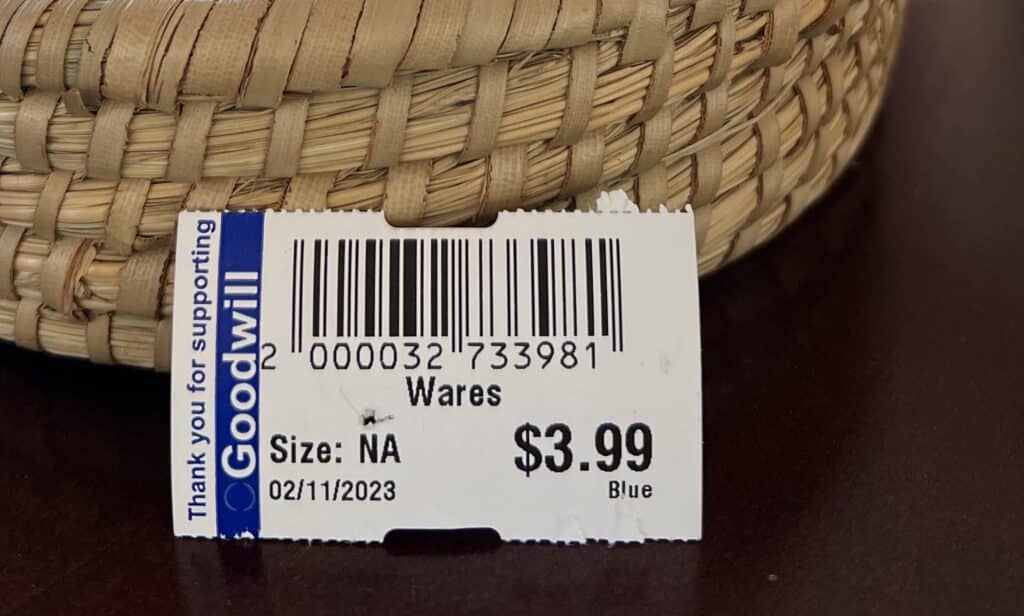 Thank you for supporting
Goodwill
2 000032 733981
Wares
Size: NA
$3.99
02/11/2023
Blue